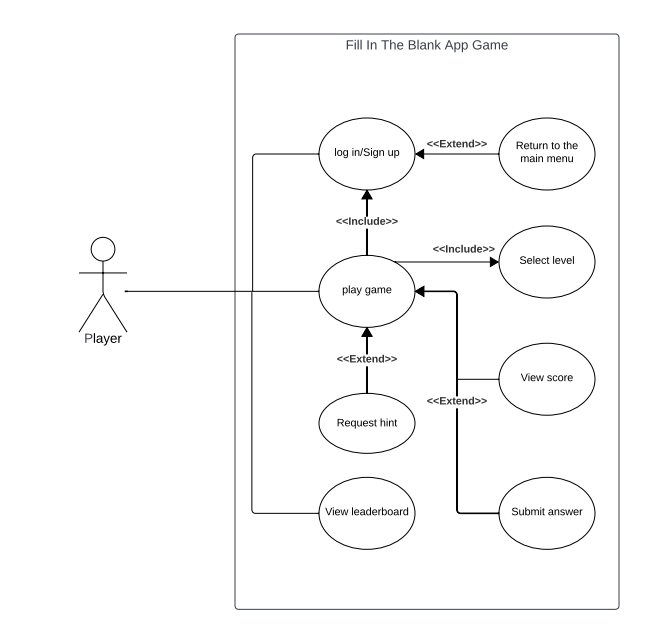 Fill In The Blank App Game
log in/Sign up
<<Extend>>
Return to the
main menu
<<Include>>
<<Include>>
Select level
play game
Player
<<Extend>>
View score
<<Extend>>
Request hint
View leaderboard
Submit answer